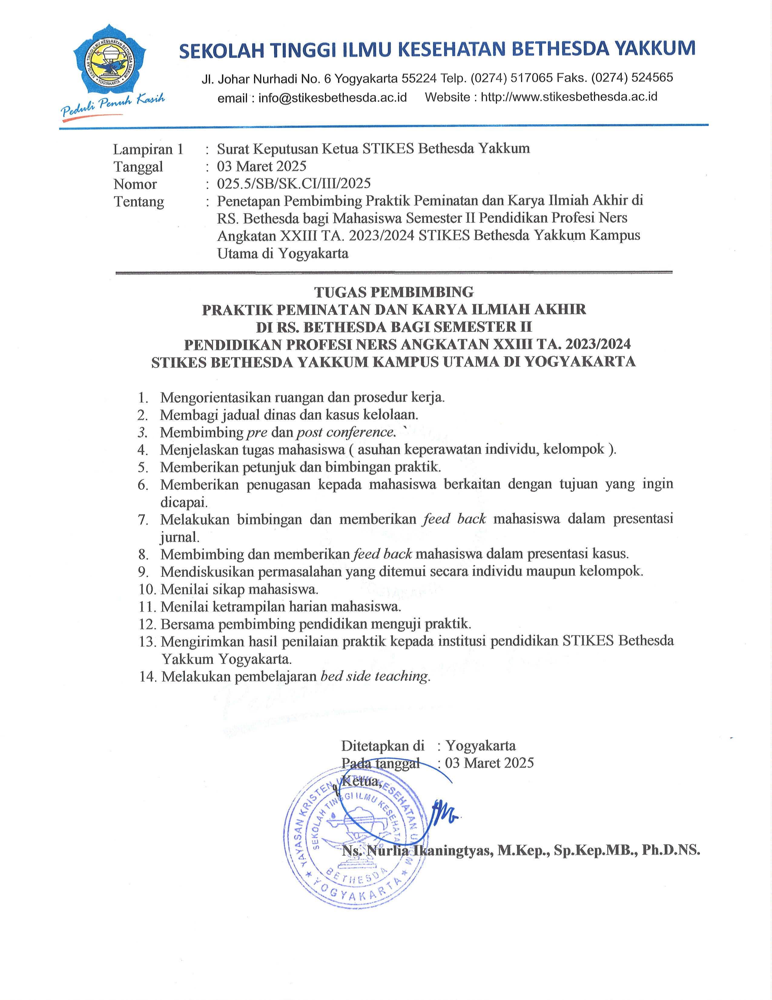 SEKOLAH TINGGI ILMU KESEHATAN BETHESDA YAKKUM
YOGYAKARTA
Peduli Penuh Kasih
SEKOLAH TINGGI ILMU KESEHATAN BETHESDA YAKKUM
Jl. Johar Nurhadi No. 6 Yogyakarta 55224 Telp. (0274) 517065 Faks. (0274) 524565
email : info@stikesbethesda.ac.id Website : http://www.stikesbethesda.ac.id
Lampiran 1 : Surat Keputusan Ketua STIKES Bethesda Yakkum
Tanggal : 03 Maret 2025
Nomor : 025.5/SB/SK.CI/III/2025
Tentang : Penetapan Pembimbing Praktik Peminatan dan Karya Ilmiah Akhir di
RS. Bethesda bagi Mahasiswa Semester II Pendidikan Profesi Ners
Angkatan XXIII TA. 2023/2024 STIKES Bethesda Yakkum Kampus
Utama di Yogyakarta
TUGAS PEMBIMBING
PRAKTIK PEMINATAN DAN KARYA ILMIAH AKHIR
DI RS. BETHESDA BAGI SEMESTER II
PENDIDIKAN PROFESI NERS ANGKATAN XXIII TA. 2023/2024
STIKES BETHESDA YAKKUM KAMPUS UTAMA DI YOGYAKARTA
1. Mengorientasikan ruangan dan prosedur kerja.
2. Membagi jadual dinas dan kasus kelolaan.
3. Membimbing pre dan post conference. `
4. Menjelaskan tugas mahasiswa ( asuhan keperawatan individu, kelompok ).
5. Memberikan petunjuk dan bimbingan praktik.
6. Memberikan penugasan kepada mahasiswa berkaitan dengan tujuan yang ingin
dicapai.
7. Melakukan bimbingan dan memberikan feed back mahasiswa dalam presentasi
jurnal.
8. Membimbing dan memberikan feed back mahasiswa dalam presentasi kasus.
9. Mendiskusikan permasalahan yang ditemui secara individu maupun kelompok.
10. Menilai sikap mahasiswa.
11. Menilai ketrampilan harian mahasiswa.
12. Bersama pembimbing pendidikan menguji praktik.
13. Mengirimkan hasil penilaian praktik kepada institusi pendidikan STIKES Bethesda
Yakkum Yogyakarta.
14. Melakukan pembelajaran bed side teaching.
Ditetapkan di : Yogyakarta
Pada tanggal : 03 Maret 2025
Ketua,
YAYASAN KRISTEN UNTUK KESEHATAN UMUM
SEKOLAH TINGGI ILMU KESEHATAN
BETHESDA
YOGYAKARTA
Ns. Nurlia Ikaningtyas, M.Kep., Sp.Kep.MB., Ph.D.NS.